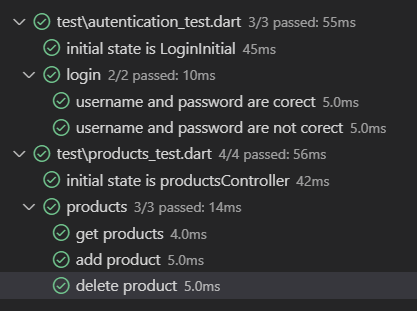 test\autentication_test.dart 3/3 passed: 55ms
initial state is LoginInitial 45ms
login 2/2 passed: 10ms
username and password are corect 5.0ms
username and password are not corect 5.0ms
test\products_test.dart 4/4 passed: 56ms
initial state is productsController 42ms
products 3/3 passed: 14ms
get products 4.0ms
add product 5.0ms
delete product 5.0ms